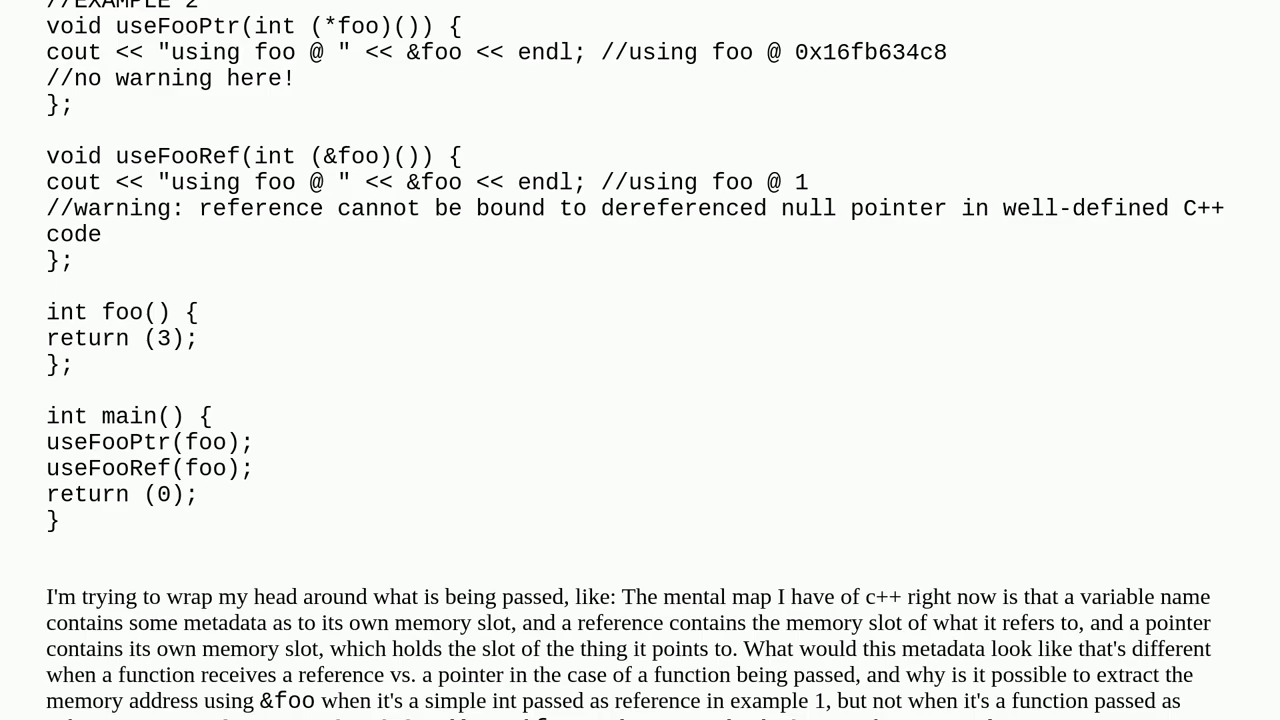 //EXAMPLE 2
void useFooPtr(int (*foo)()) {
cout << "using foo @ " << &foo << endl; //using foo @ 0x16fb634c8
//no warning here!
};
void useFooRef(int (&foo)()) {
cout << "using foo @ " << &foo << endl; //using foo @ 1
//warning: reference cannot be bound to dereferenced null pointer in well-defined C++
code
};
int foo() {
return (3);
};
int main() {
useFooPtr(foo);
useFooRef(foo);
return (0);
}
I'm trying to wrap my head around what is being passed, like: The mental map I have of c++ right now is that a variable name
contains some metadata as to its own memory slot, and a reference contains the memory slot of what it refers to, and a pointer
contains its own memory slot, which holds the slot of the thing it points to. What would this metadata look like that's different
when a function receives a reference vs. a pointer in the case of a function being passed, and why is it possible to extract the
memory address using &foo when it's a simple int passed as reference in example 1, but not when it's a function passed as